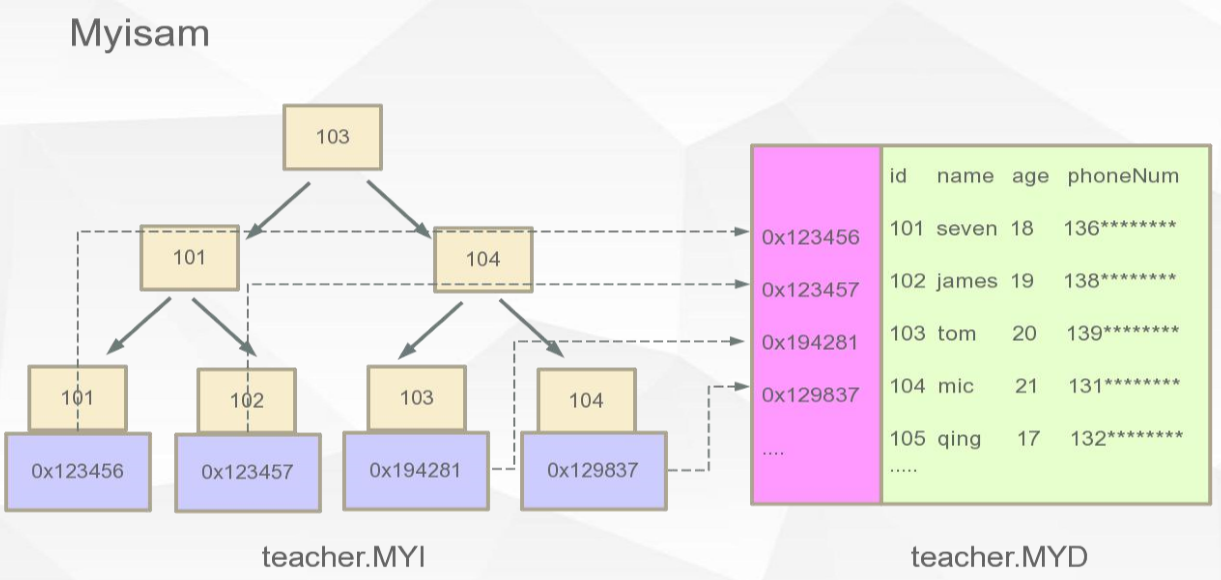 Myisam
103
101
104
101
102
103
104
0x123456
0x123457
0x194281
0x129837
teacher.MYI
0x123456
0x123457
0x194281
0x129837
....
id name age phoneNum
101 seven 18 136********
102 james 19 138********
103 tom 20 139********
104 mic 21 131********
105 qing 17 132********
.....
teacher.MYD